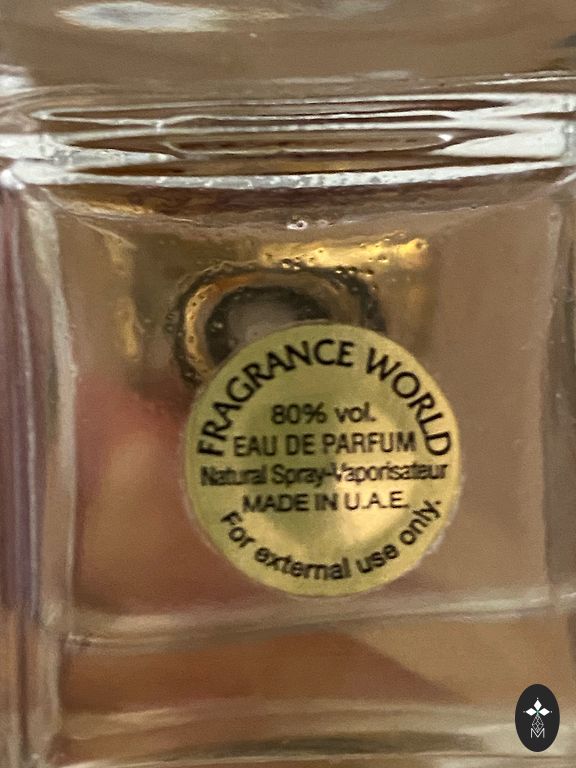 FRAGRANCE WORLD
80% vol.
EAU DE PARFUM
Natural Spray-Vaporisateur
MADE IN U.A.E.
For external use only.
M